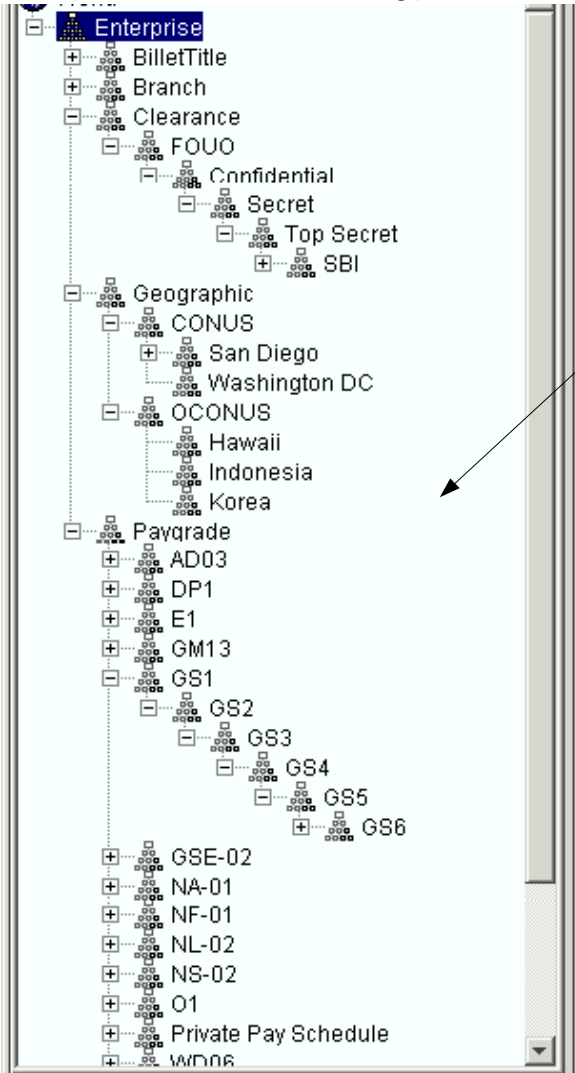 Enterprise
BilletTitle
Branch
Clearance
FOUO
Confidential
Secret
Top Secret
SBI
Geographic
CONUS
San Diego
Washington DC
OCONUS
Hawaii
Indonesia
Korea
Paygrade
AD03
DP1
E1
GM13
GS1
GS2
GS3
GS4
GS5
GS6
GSE-02
NA-01
NF-01
NL-02
NS-02
O1
Private Pay Schedule
WD06